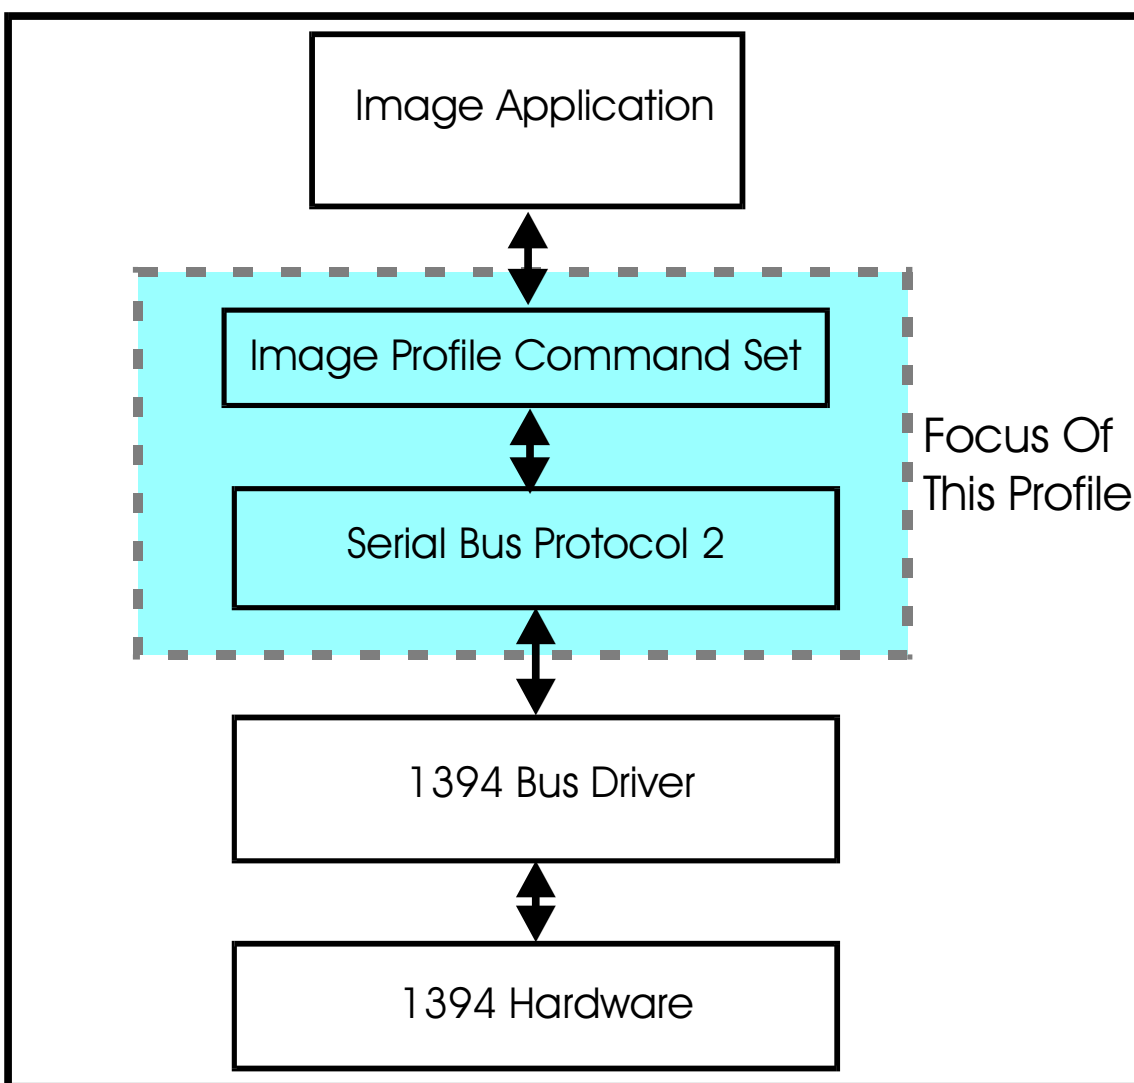 Image Application
Image Profile Command Set
Focus Of
This Profile
Serial Bus Protocol 2
1394 Bus Driver
1394 Hardware